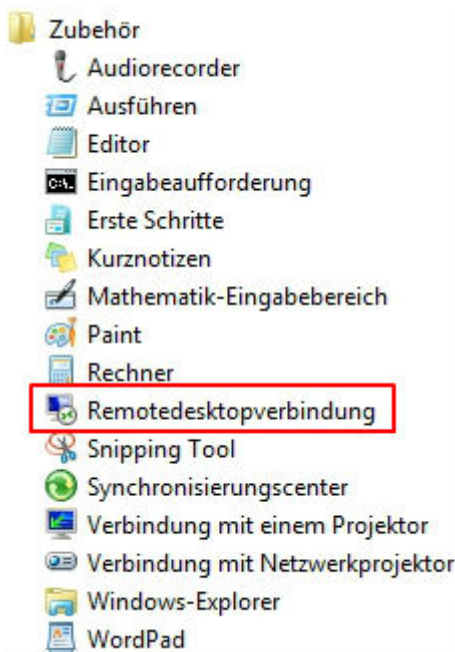 Zubehör
Audiorecorder
Ausführen
Editor
Eingabeaufforderung
Erste Schritte
Kurznotizen
Mathematik-Eingabebereich
Paint
Rechner
Remotedesktopverbindung
Snipping Tool
Synchronisierungscenter
Verbindung mit einem Projektor
Verbindung mit Netzwerkprojektor
Windows-Explorer
WordPad